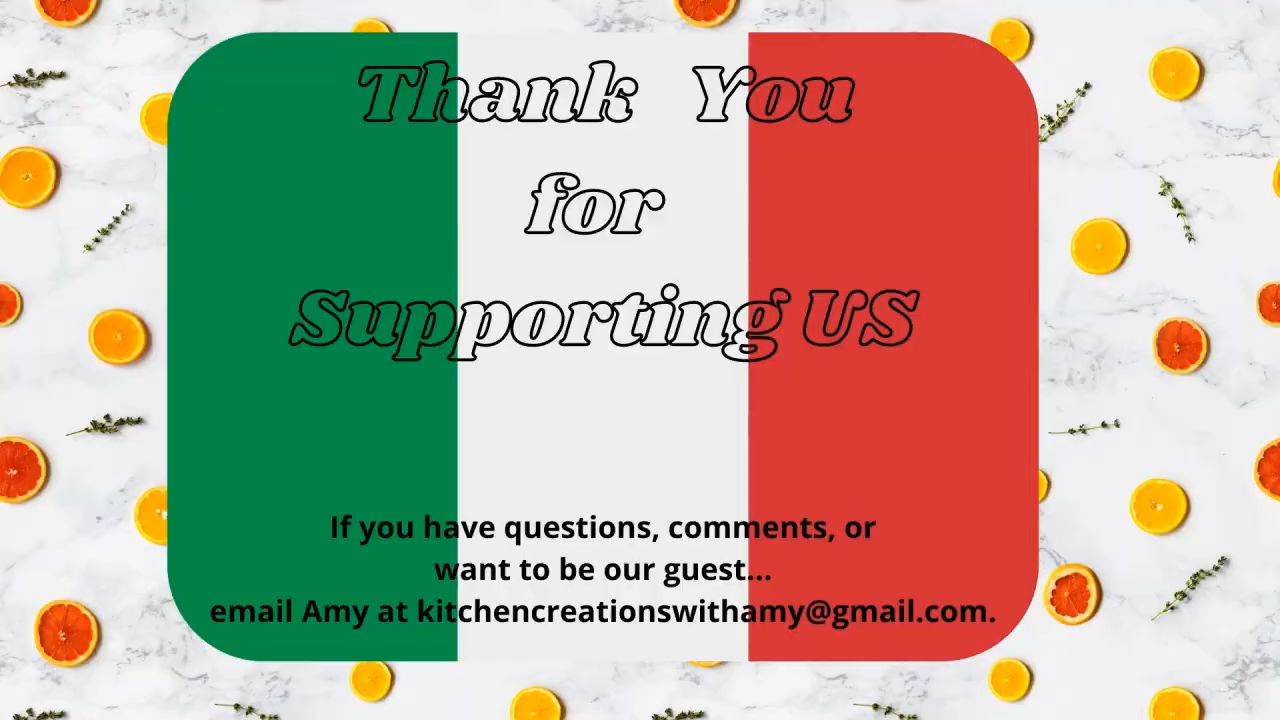 Thank You
for
Supporting US
If you have questions, comments, or
want to be our guest...
email Amy at kitchencreationswithamy@gmail.com.